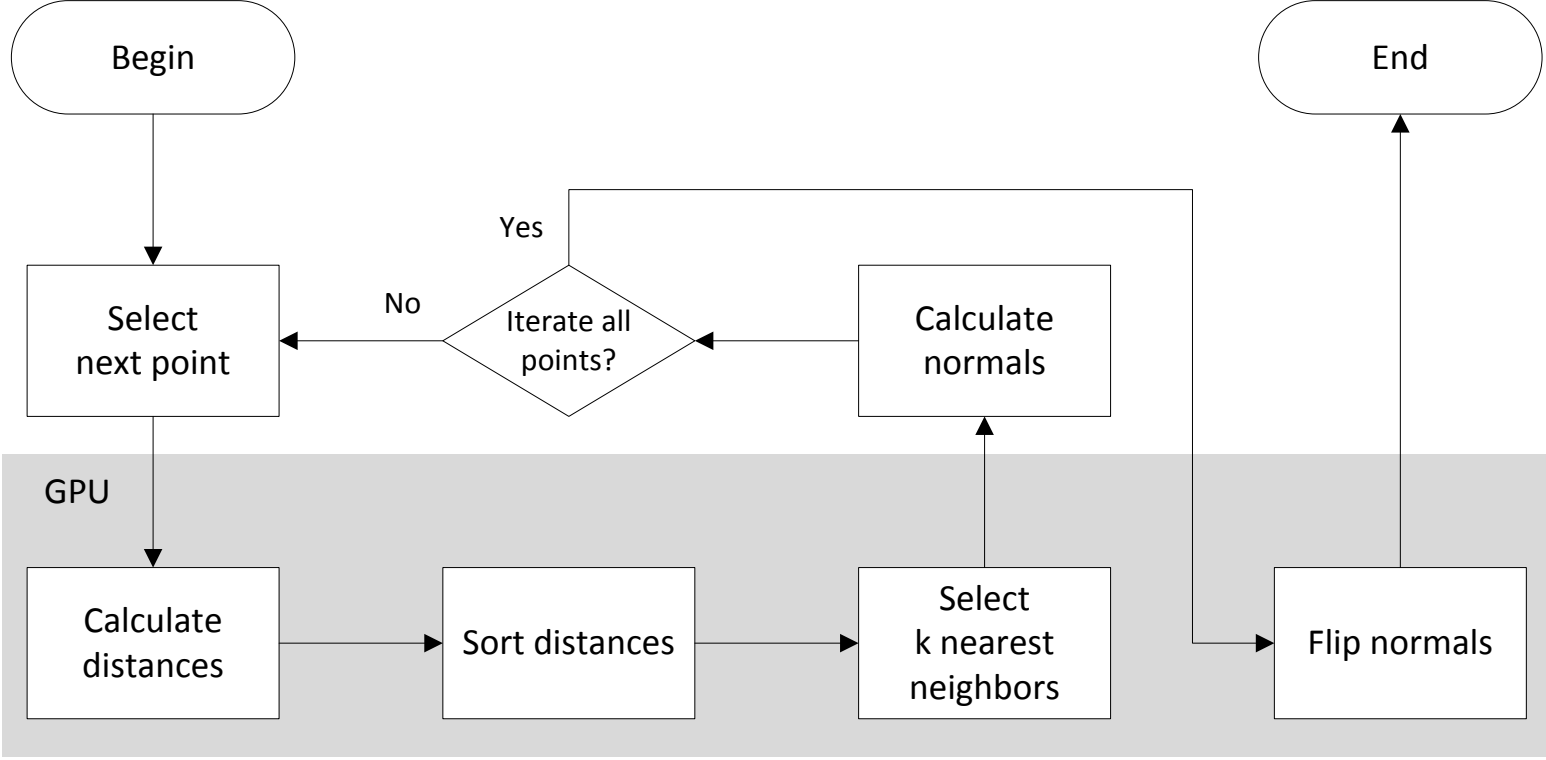 Begin
End
Yes
No
Select
next point
Iterate all
points?
Calculate
normals
GPU
Calculate
distances
Sort distances
Select
k nearest
neighbors
Flip normals